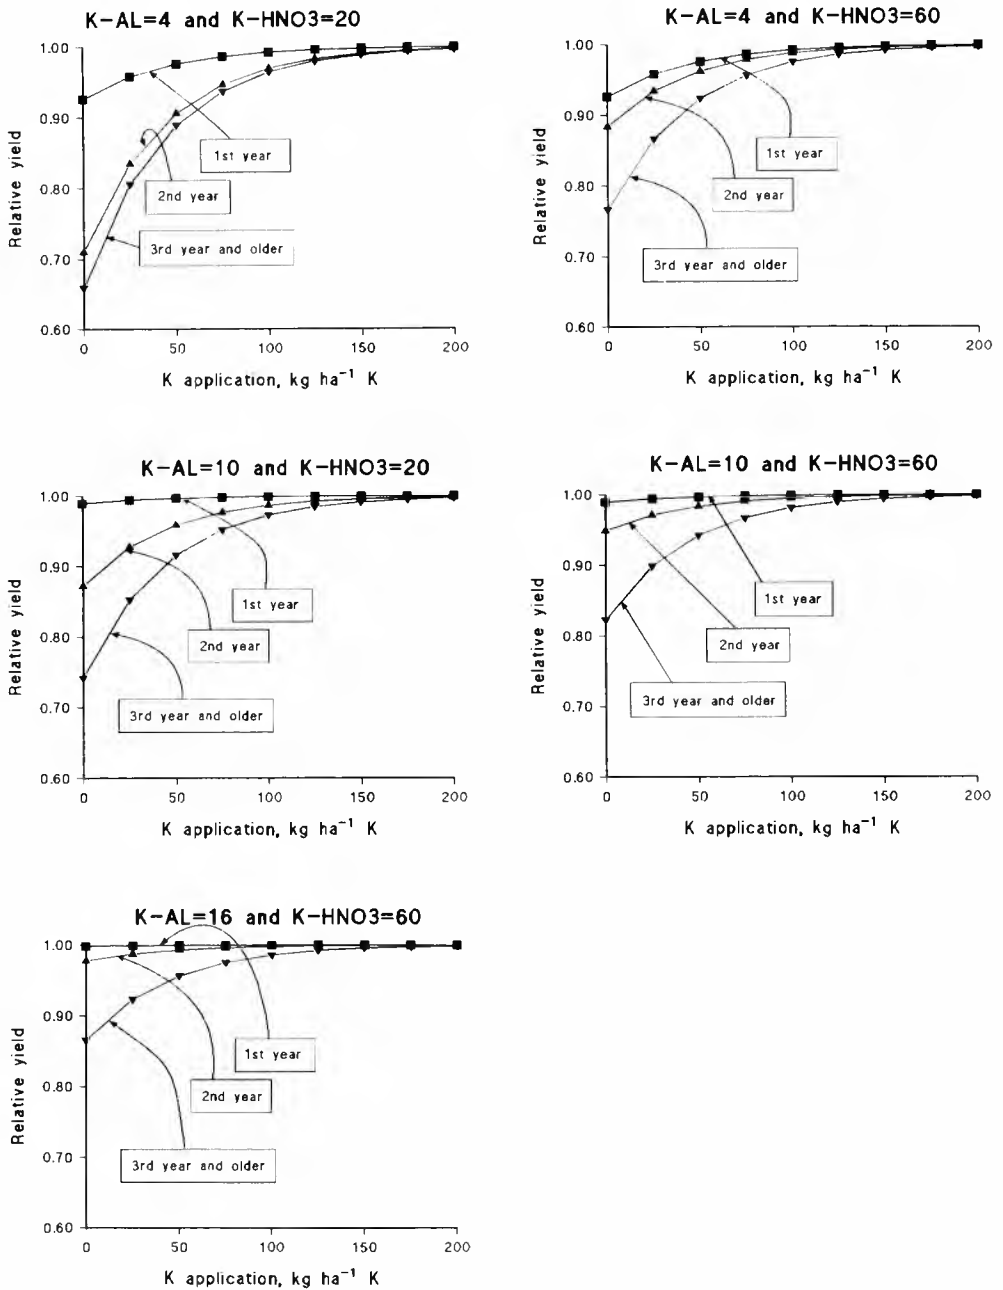 K-AL=4 and K-HNO3=20
1.00
0.90
0.80
0.70
0.60
Relative yield
1st year
2nd year
3rd year and older
0 50 100 150 200
K application, kg ha⁻¹ K
K-AL=4 and K-HNO3=60
1.00
0.90
0.80
0.70
0.60
Relative yield
1st year
2nd year
3rd year and older
0 50 100 150 200
K application, kg ha⁻¹ K
K-AL=10 and K-HNO3=20
1.00
0.90
0.80
0.70
0.60
Relative yield
1st year
2nd year
3rd year and older
0 50 100 150 200
K application, kg ha⁻¹ K
K-AL=10 and K-HNO3=60
1.00
0.90
0.80
0.70
0.60
Relative yield
1st year
2nd year
3rd year and older
0 50 100 150 200
K application, kg ha⁻¹ K
K-AL=16 and K-HNO3=60
1.00
0.90
0.80
0.70
0.60
Relative yield
1st year
2nd year
3rd year and older
0 50 100 150 200
K application, kg ha⁻¹ K